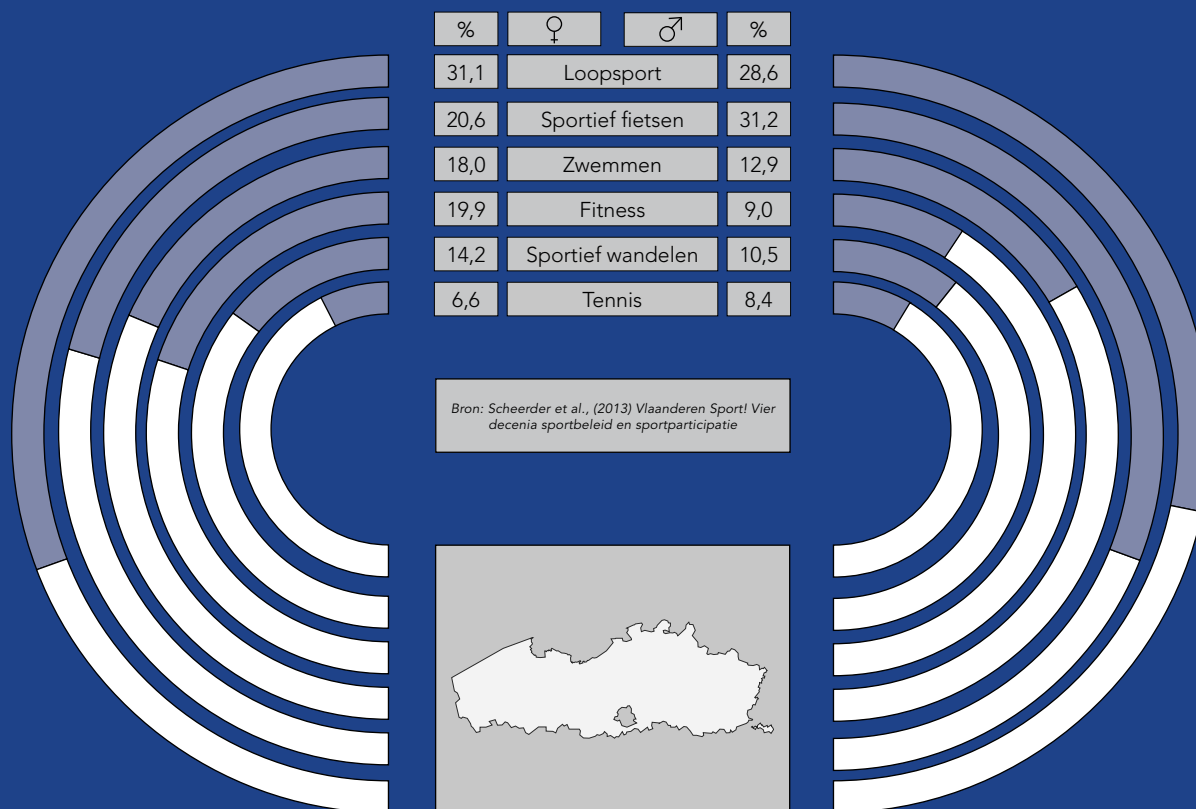 % ♀ ♂ %
31,1 Loopsport 28,6
20,6 Sportief fietsen 31,2
18,0 Zwemmen 12,9
19,9 Fitness 9,0
14,2 Sportief wandelen 10,5
6,6 Tennis 8,4
Bron: Scheerder et al., (2013) Vlaanderen Sport! Vier
decenia sportbeleid en sportparticipatie